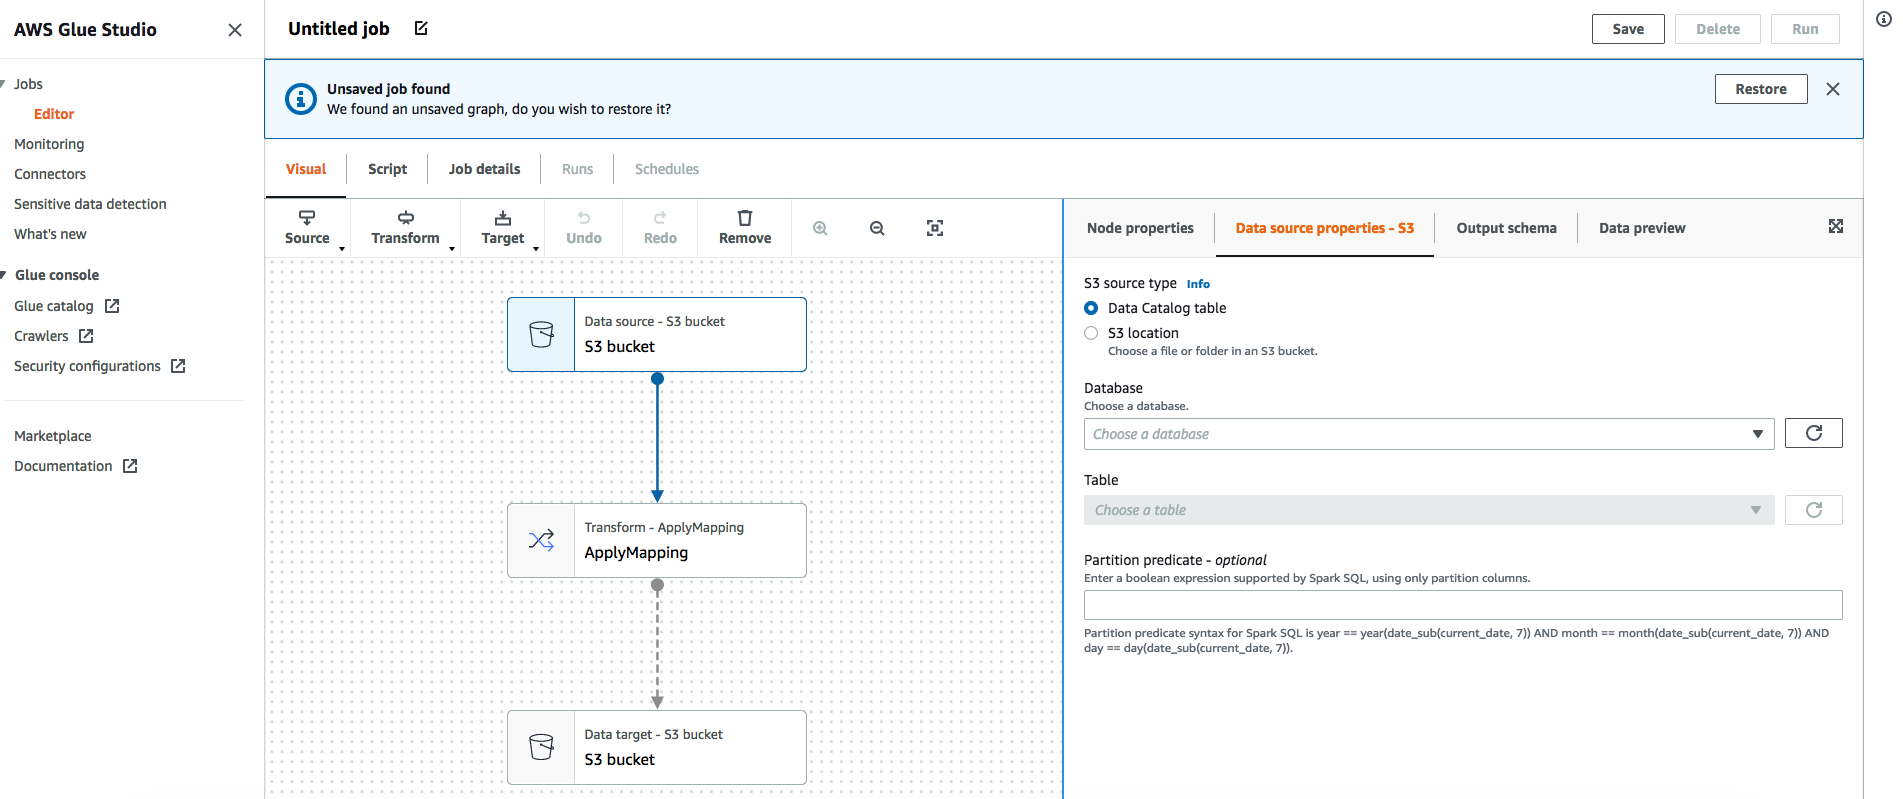 AWS Glue Studio
Jobs
Editor
Monitoring
Connectors
Sensitive data detection
What's new
Glue console
Glue catalog
Crawlers
Security configurations
Marketplace
Documentation
Untitled job
Save
Delete
Run
Unsaved job found
We found an unsaved graph, do you wish to restore it?
Restore
Visual
Script
Job details
Runs
Schedules
Source
Transform
Target
Undo
Redo
Remove
Data source - S3 bucket
S3 bucket
Transform - ApplyMapping
ApplyMapping
Data target - S3 bucket
S3 bucket
Node properties
Data source properties - S3
Output schema
Data preview
S3 source type Info
Data Catalog table
S3 location
Choose a file or folder in an S3 bucket.
Database
Choose a database.
Choose a database
Table
Choose a table
Partition predicate - optional
Enter a boolean expression supported by Spark SQL, using only partition columns.
Partition predicate syntax for Spark SQL is year == year(date_sub(current_date, 7)) AND month == month(date_sub(current_date, 7)) AND
day == day(date_sub(current_date, 7)).